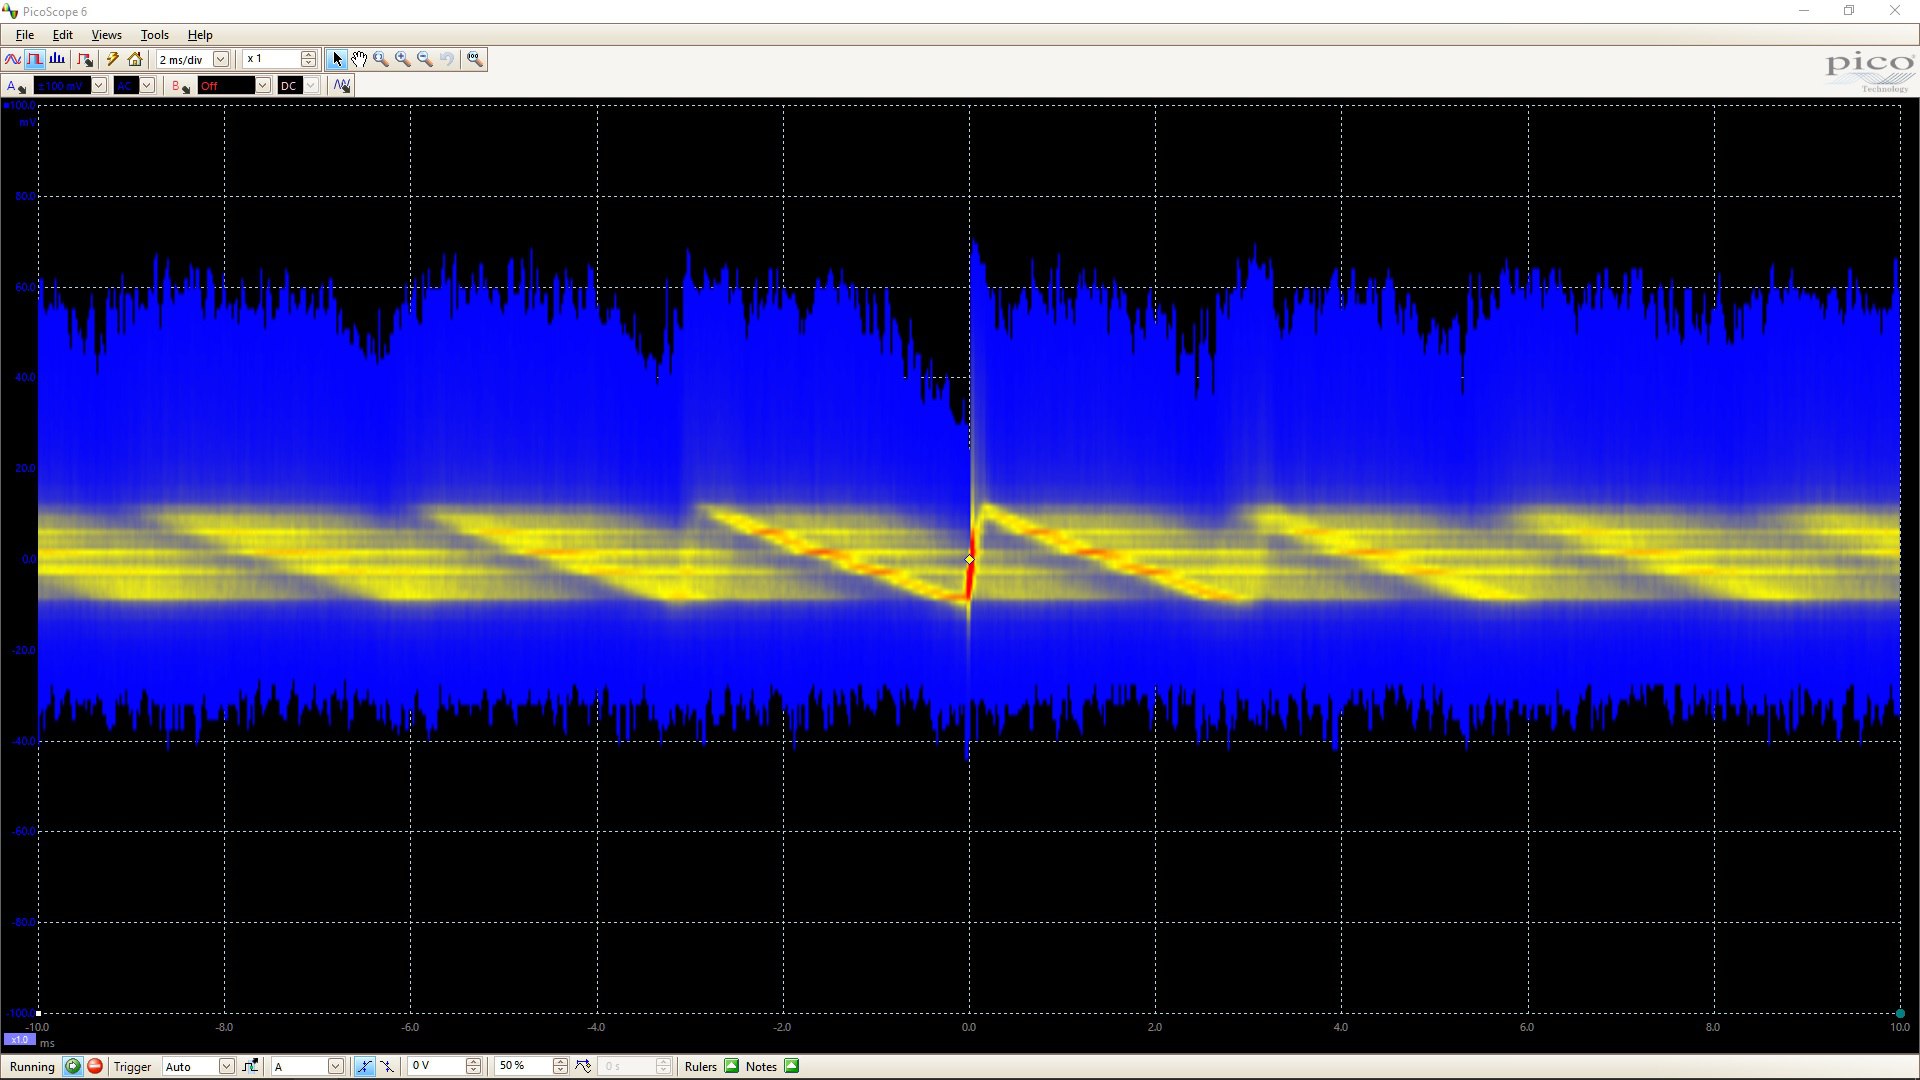 PicoScope 6
File Edit Views Tools Help
2 ms/div x 1
pico
Technology
A ±100 mV AC B Off DC
100.0
mV
80.0
60.0
40.0
20.0
0.0
-20.0
-40.0
-60.0
-80.0
-100.0
-10.0 -8.0 -6.0 -4.0 -2.0 0.0 2.0 4.0 6.0 8.0 10.0
x1.0 ms
Running Trigger Auto A 0 V 50 % 0 s Rulers Notes